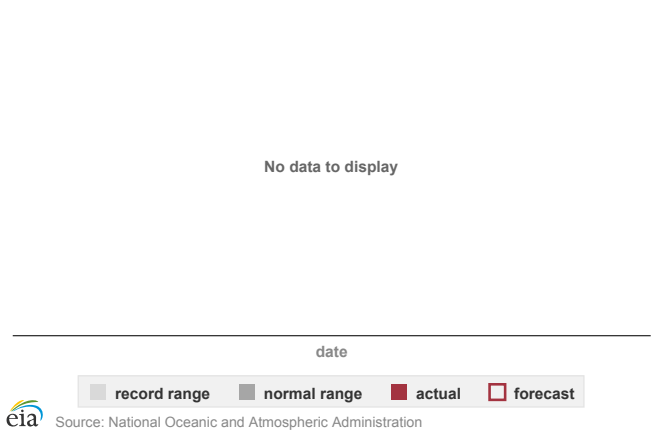 No data to display
date
record range normal range actual forecast
eia Source: National Oceanic and Atmospheric Administration